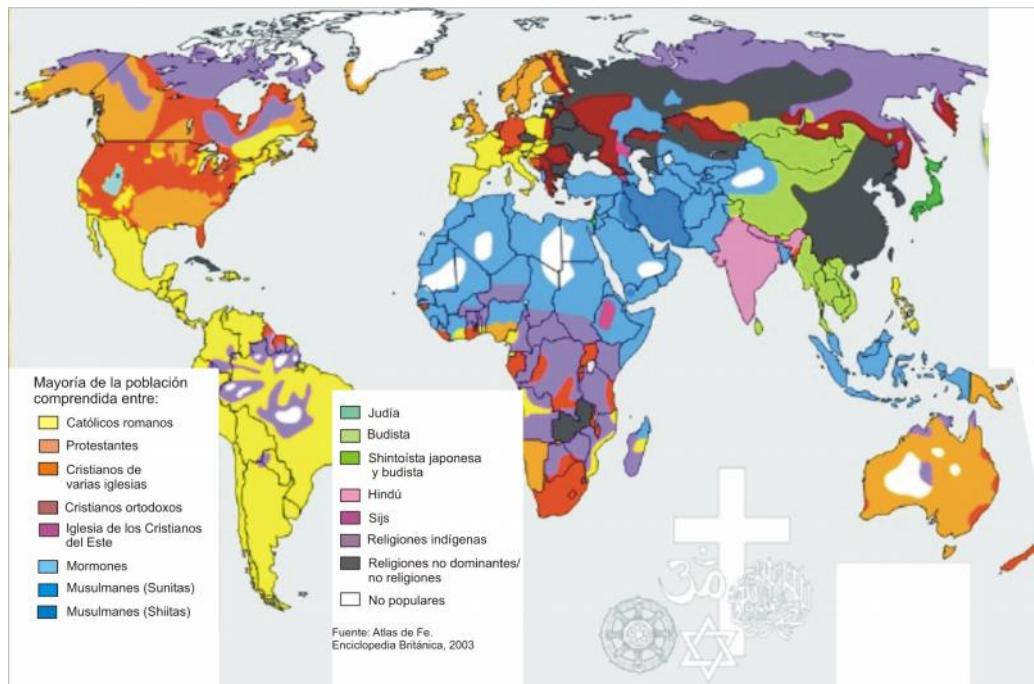 Mayoría de la población
comprendida entre:
Católicos romanos
Protestantes
Cristianos de
varias iglesias
Cristianos ortodoxos
Iglesia de los Cristianos
del Este
Mormones
Musulmanes (Sunitas)
Musulmanes (Shiitas)
Judía
Budista
Shintoísta japonesa
y budista
Hindú
Sijs
Religiones indígenas
Religiones no dominantes/
no religiones
No populares
Fuente: Atlas de Fe.
Enciclopedia Británica, 2003